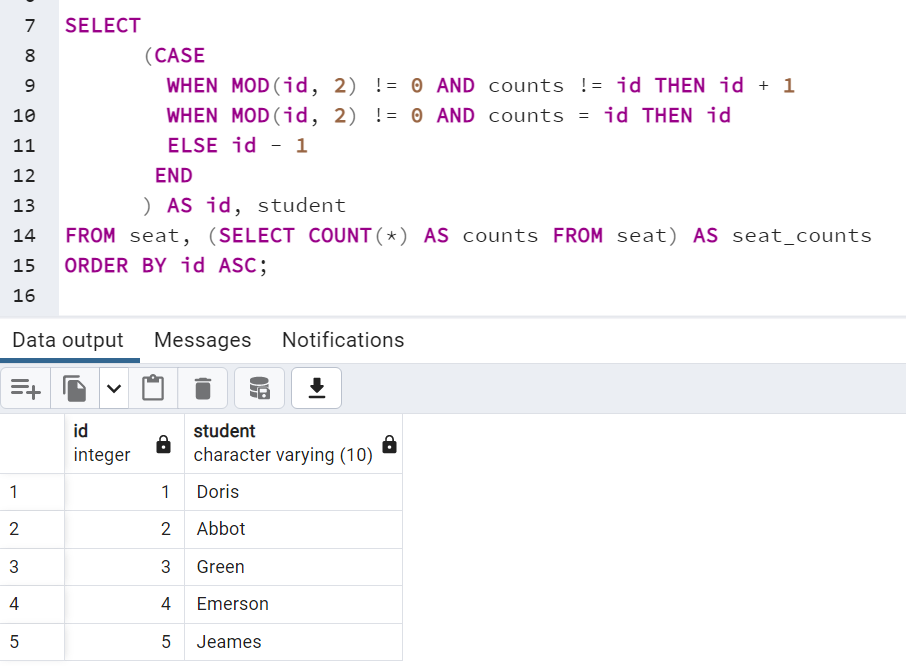 7 SELECT
8 (CASE
9 WHEN MOD(id, 2) != 0 AND counts != id THEN id + 1
10 WHEN MOD(id, 2) != 0 AND counts = id THEN id
11 ELSE id - 1
12 END
13 ) AS id, student
14 FROM seat, (SELECT COUNT(*) AS counts FROM seat) AS seat_counts
15 ORDER BY id ASC;
16
Data output Messages Notifications
id student
integer character varying (10)
1 1 Doris
2 2 Abbot
3 3 Green
4 4 Emerson
5 5 Jeames